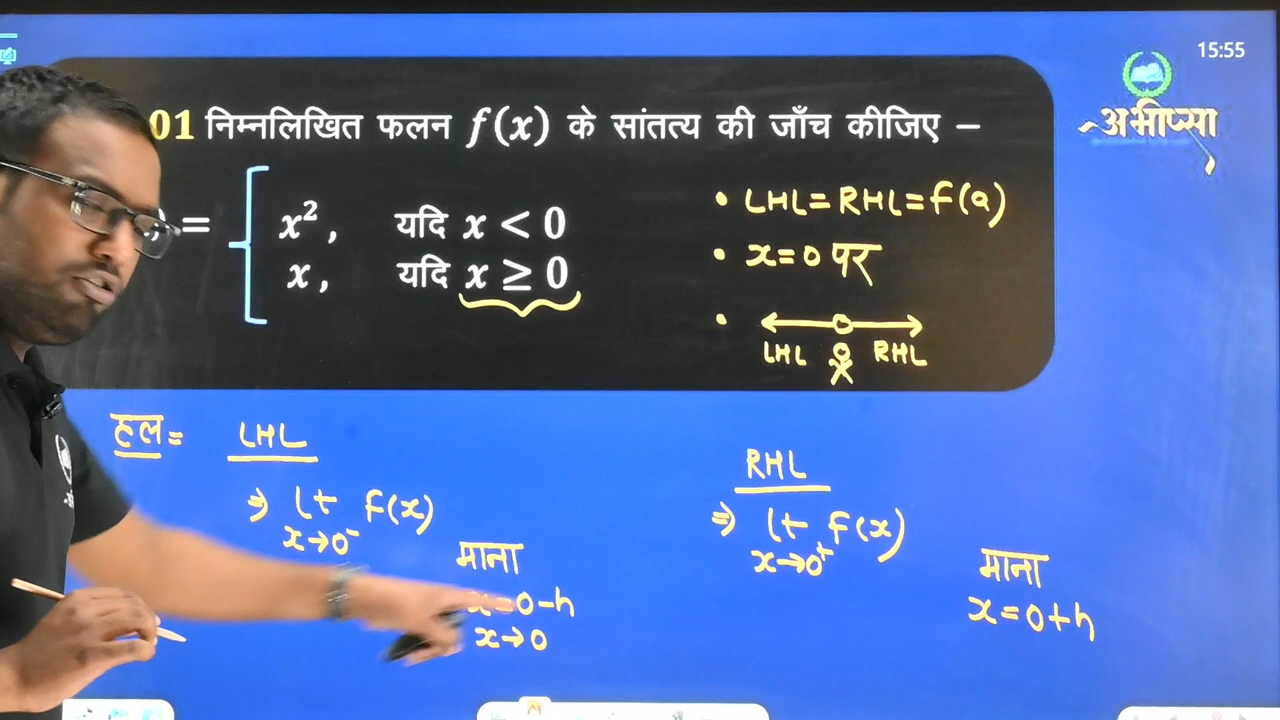 15:55
अभीप्सा
01 निम्नलिखित फलन f(x) के सांतत्य की जाँच कीजिए –
) = { x², यदि x < 0
x, यदि x ≥ 0
• LHL = RHL = f(a)
• x = 0 पर
•
LHL RHL
हल =
LHL
⇒ lt f(x)
x→0⁻
माना
x = 0-h
x→0
RHL
⇒ lt f(x)
x→0⁺
माना
x = 0+h